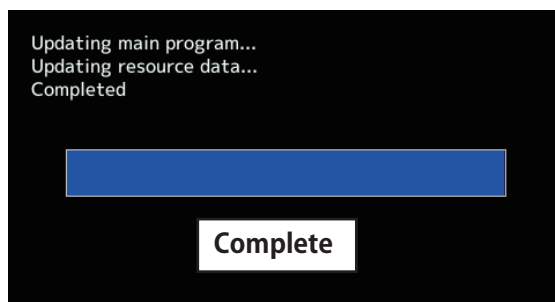 Updating main program...
Updating resource data...
Completed
Complete